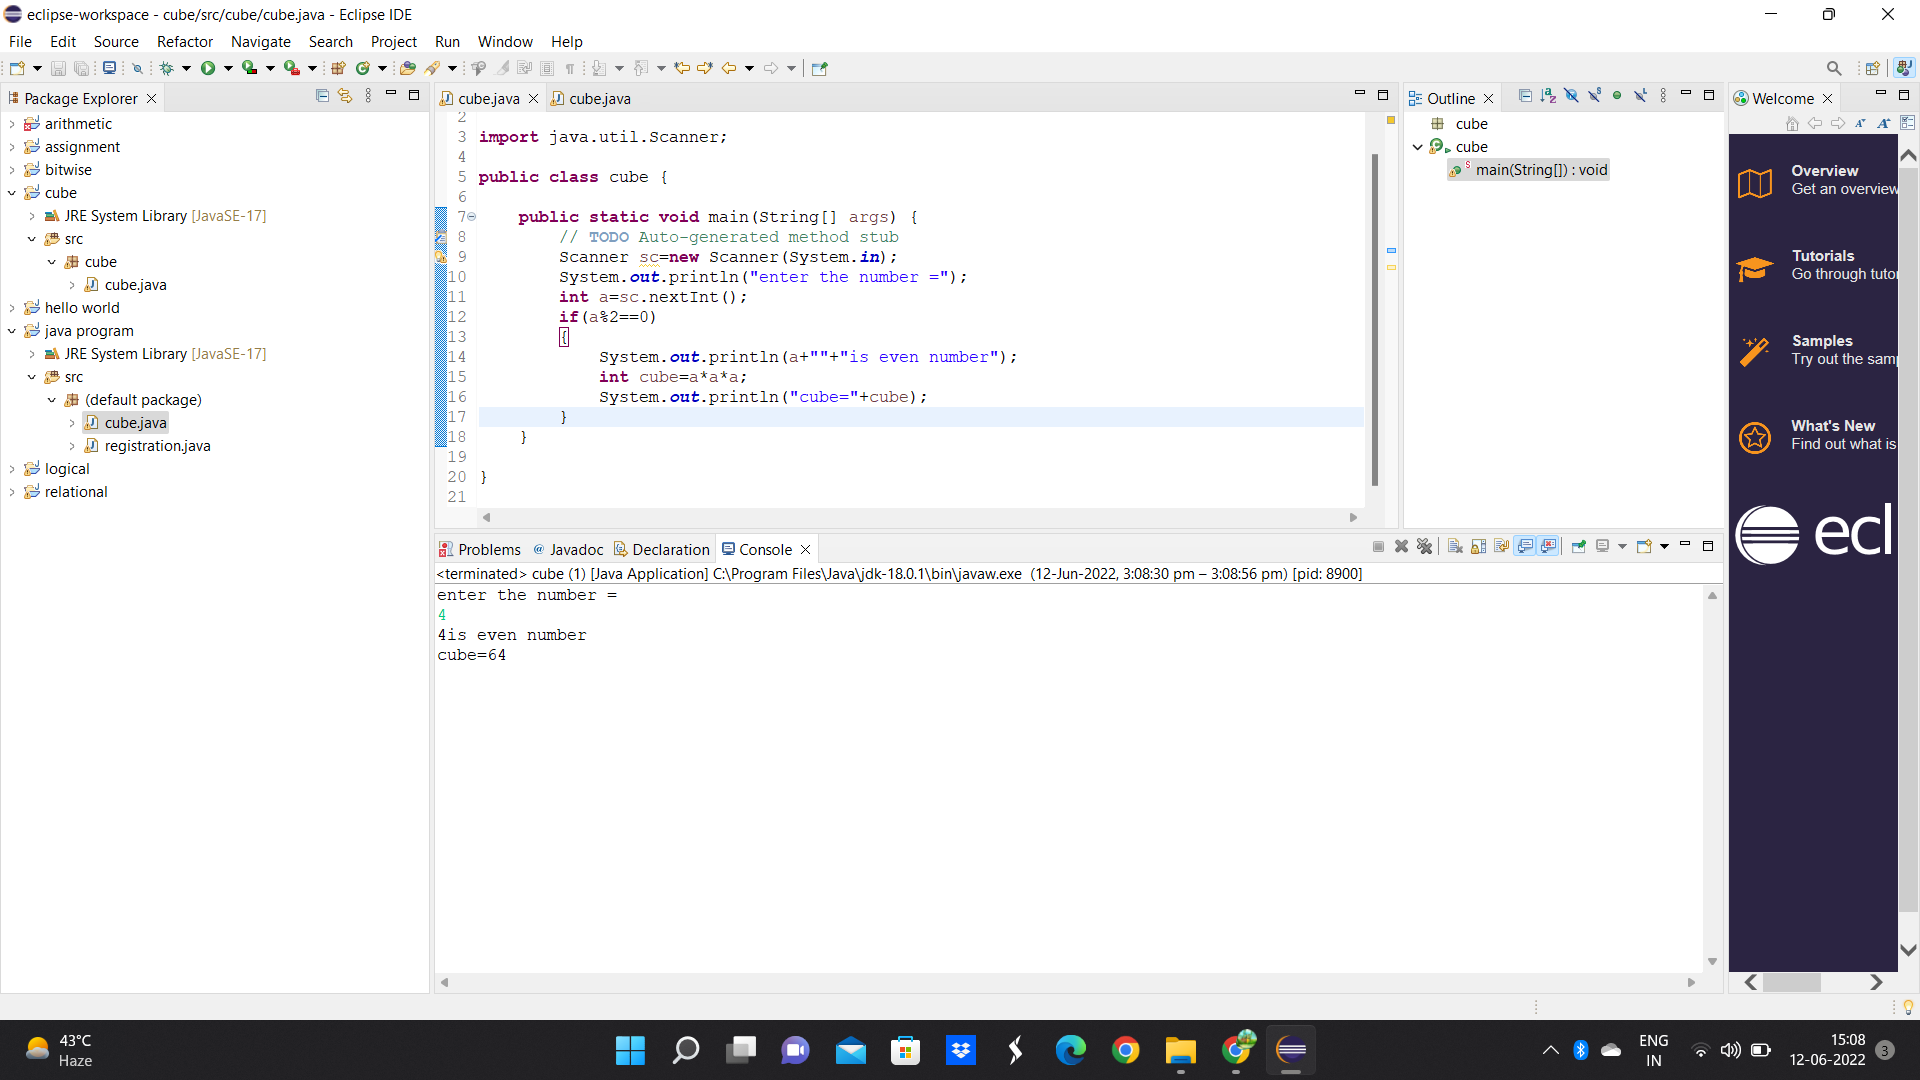 eclipse-workspace - cube/src/cube/cube.java - Eclipse IDE
File Edit Source Refactor Navigate Search Project Run Window Help
Package Explorer
arithmetic
assignment
bitwise
cube
JRE System Library [JavaSE-17]
src
cube
cube.java
hello world
java program
JRE System Library [JavaSE-17]
src
(default package)
cube.java
registration.java
logical
relational
cube.java cube.java
2
3 import java.util.Scanner;
4
5 public class cube {
6
7 public static void main(String[] args) {
8 // TODO Auto-generated method stub
9 Scanner sc=new Scanner(System.in);
10 System.out.println("enter the number =");
11 int a=sc.nextInt();
12 if(a%2==0)
13 {
14 System.out.println(a+""+"is even number");
15 int cube=a*a*a;
16 System.out.println("cube="+cube);
17 }
18 }
19
20 }
21
Outline
cube
cube
main(String[]) : void
Welcome
Overview
Get an overview
Tutorials
Go through tutor
Samples
Try out the samp
What's New
Find out what is
ecl
Problems Javadoc Declaration Console
<terminated> cube (1) [Java Application] C:\Program Files\Java\jdk-18.0.1\bin\javaw.exe (12-Jun-2022, 3:08:30 pm – 3:08:56 pm) [pid: 8900]
enter the number =
4
4is even number
cube=64
43°C
Haze
ENG
IN
15:08
12-06-2022
3